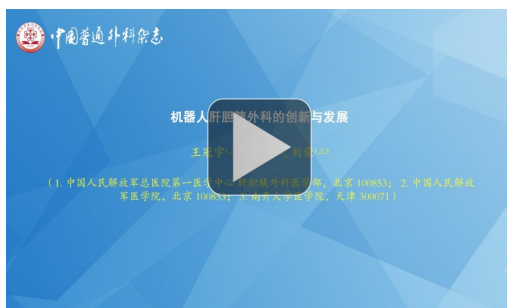 中国普通外科杂志
机器人肝胆胰外科的创新与发展
王冠宇 刘荣
（1. 中国人民解放军总医院第一医学中心 肝胆胰外科医学部，北京 100853； 2. 中国人民解放
军医学院，北京 100853； 3. 南开大学医学院，天津 300071）